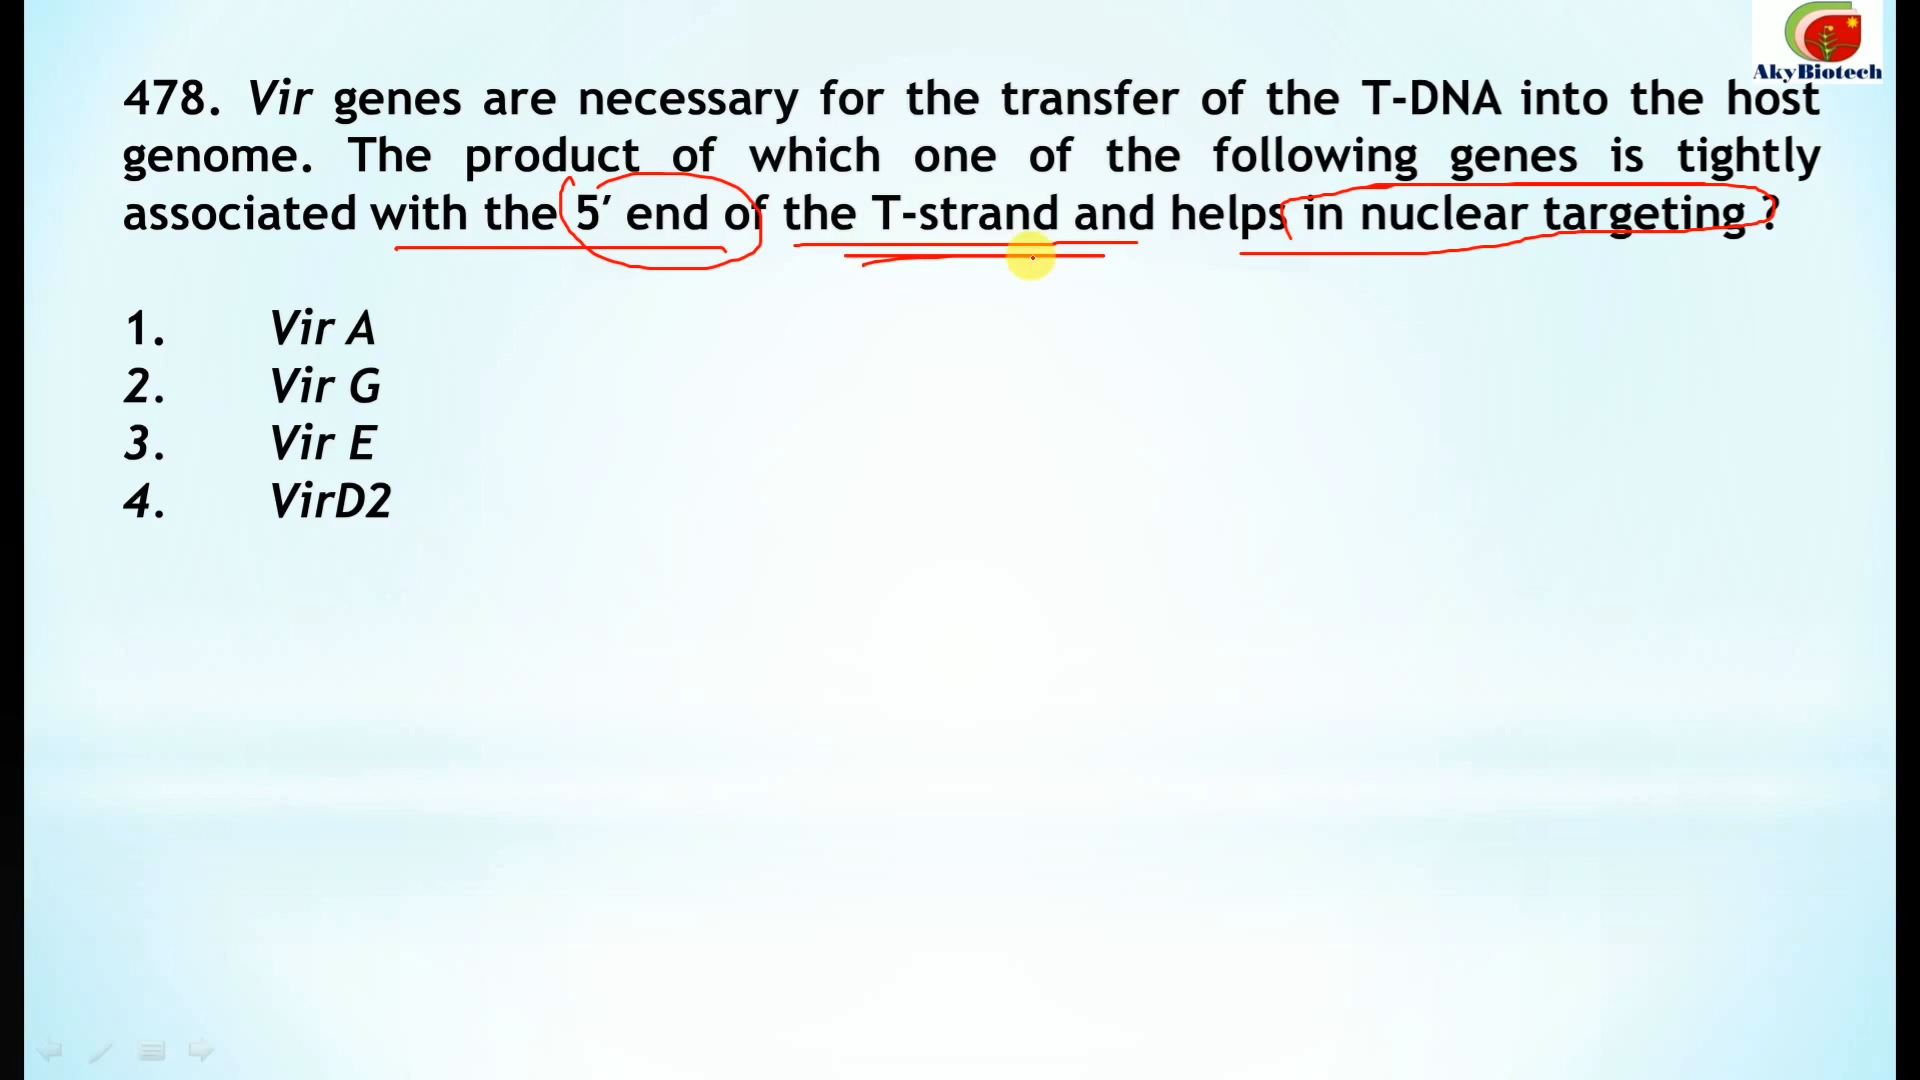 AkyBiotech
478. Vir genes are necessary for the transfer of the T-DNA into the host
genome. The product of which one of the following genes is tightly
associated with the 5′ end of the T-strand and helps in nuclear targeting ?
1. Vir A
2. Vir G
3. Vir E
4. VirD2